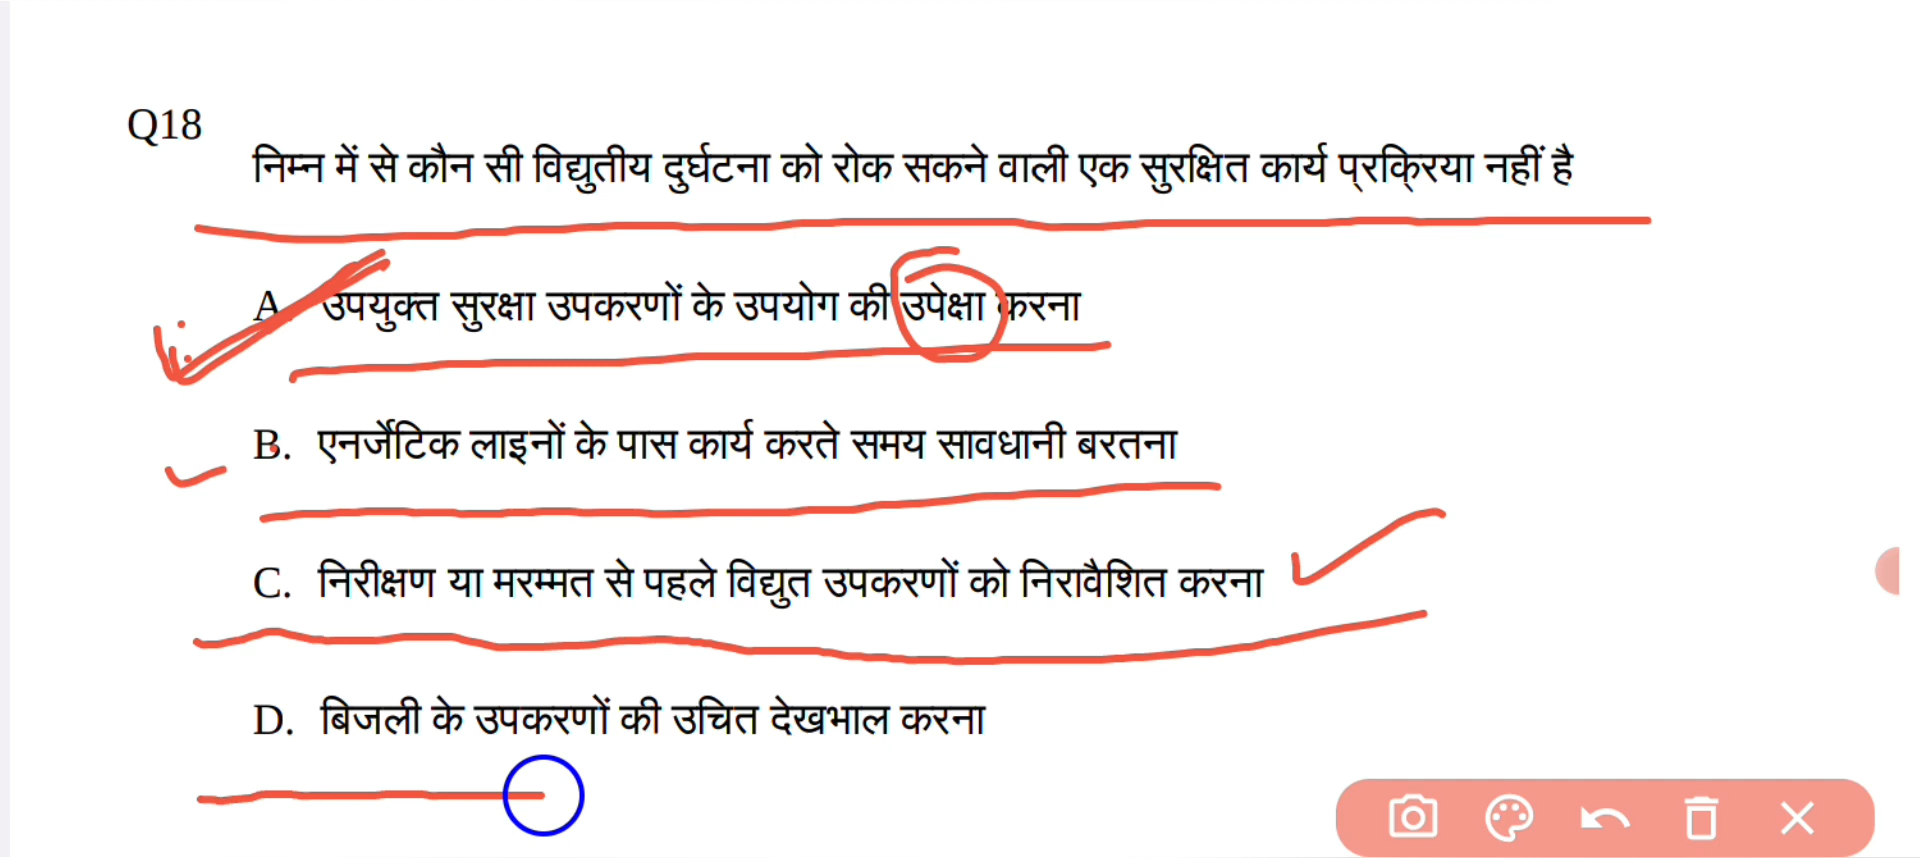 Q18
निम्न में से कौन सी विद्युतीय दुर्घटना को रोक सकने वाली एक सुरक्षित कार्य प्रक्रिया नहीं है
A. उपयुक्त सुरक्षा उपकरणों के उपयोग की उपेक्षा करना
B. एनर्जेटिक लाइनों के पास कार्य करते समय सावधानी बरतना
C. निरीक्षण या मरम्मत से पहले विद्युत उपकरणों को निरावैशित करना
D. बिजली के उपकरणों की उचित देखभाल करना